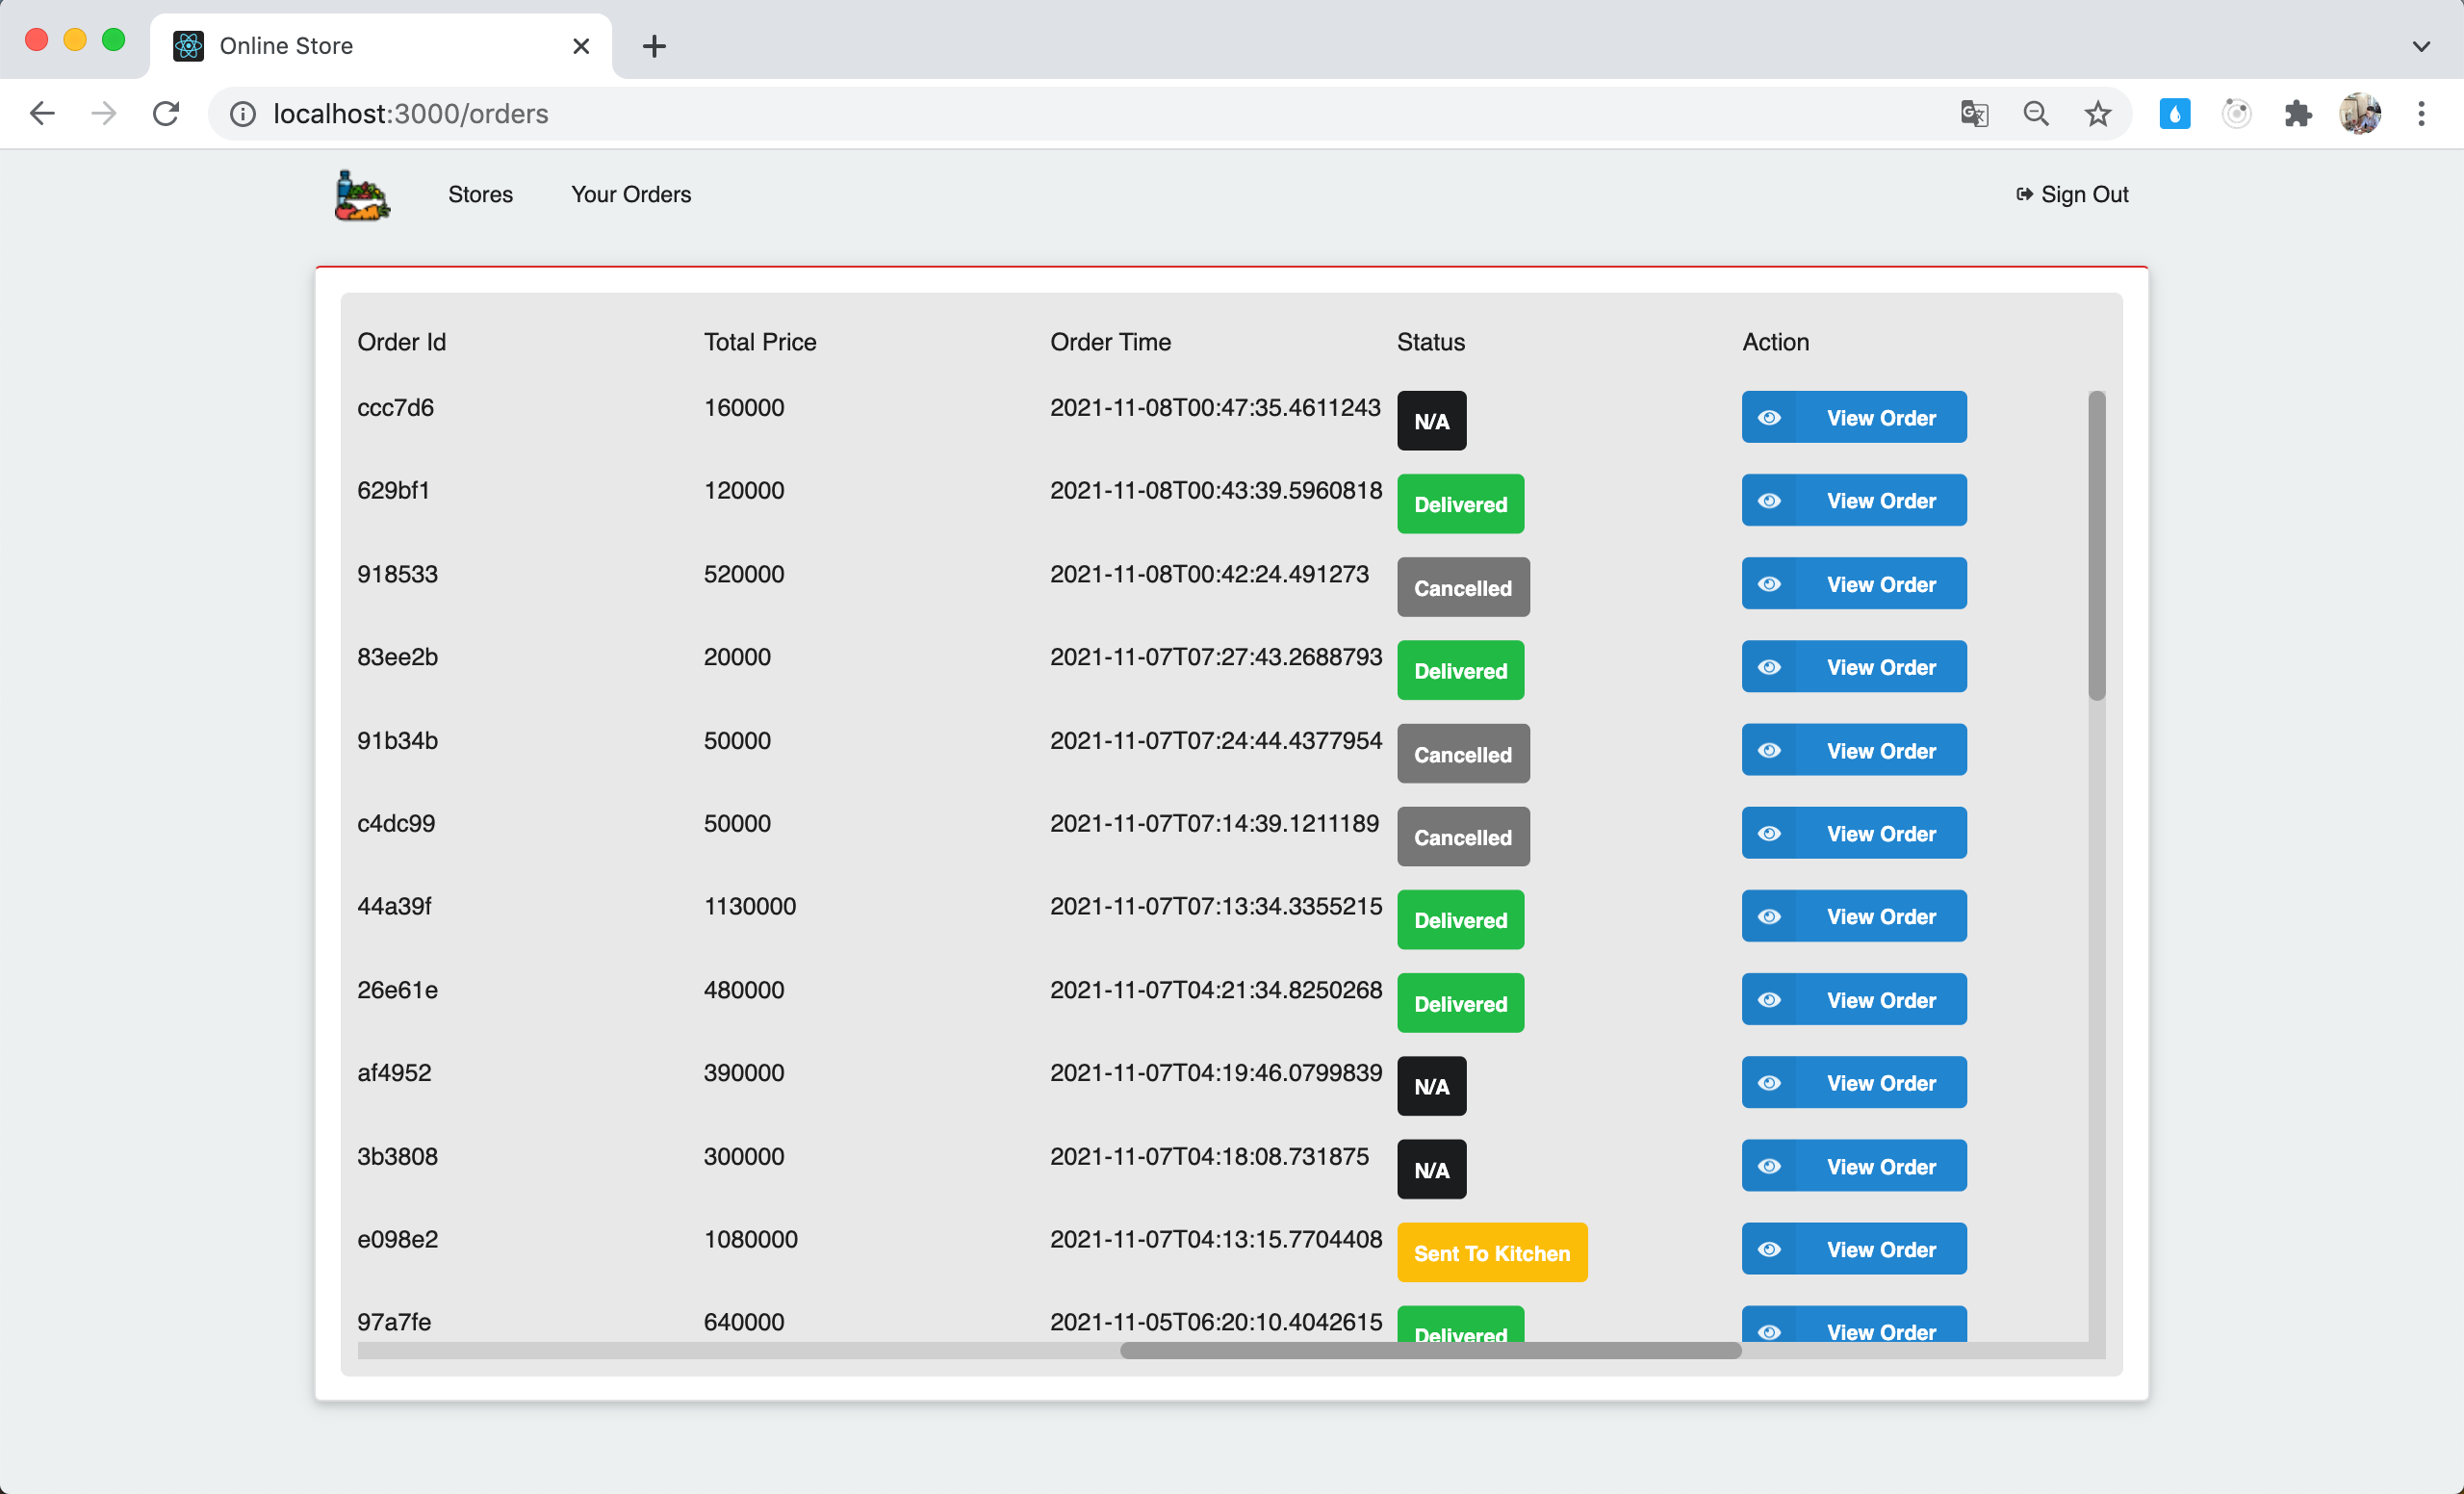 Online Store
localhost:3000/orders
Stores Your Orders Sign Out
Order Id Total Price Order Time Status Action
ccc7d6 160000 2021-11-08T00:47:35.4611243 N/A View Order
629bf1 120000 2021-11-08T00:43:39.5960818 Delivered View Order
918533 520000 2021-11-08T00:42:24.491273 Cancelled View Order
83ee2b 20000 2021-11-07T07:27:43.2688793 Delivered View Order
91b34b 50000 2021-11-07T07:24:44.4377954 Cancelled View Order
c4dc99 50000 2021-11-07T07:14:39.1211189 Cancelled View Order
44a39f 1130000 2021-11-07T07:13:34.3355215 Delivered View Order
26e61e 480000 2021-11-07T04:21:34.8250268 Delivered View Order
af4952 390000 2021-11-07T04:19:46.0799839 N/A View Order
3b3808 300000 2021-11-07T04:18:08.731875 N/A View Order
e098e2 1080000 2021-11-07T04:13:15.7704408 Sent To Kitchen View Order
97a7fe 640000 2021-11-05T06:20:10.4042615 Delivered View Order